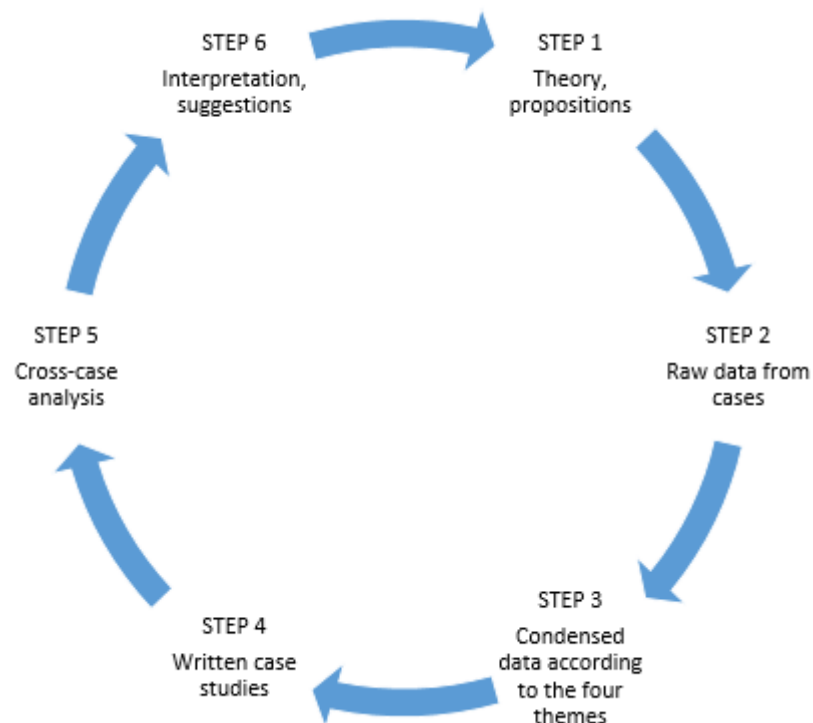 STEP 1
Theory,
propositions
STEP 2
Raw data from
cases
STEP 3
Condensed
data according
to the four
themes
STEP 4
Written case
studies
STEP 5
Cross-case
analysis
STEP 6
Interpretation,
suggestions